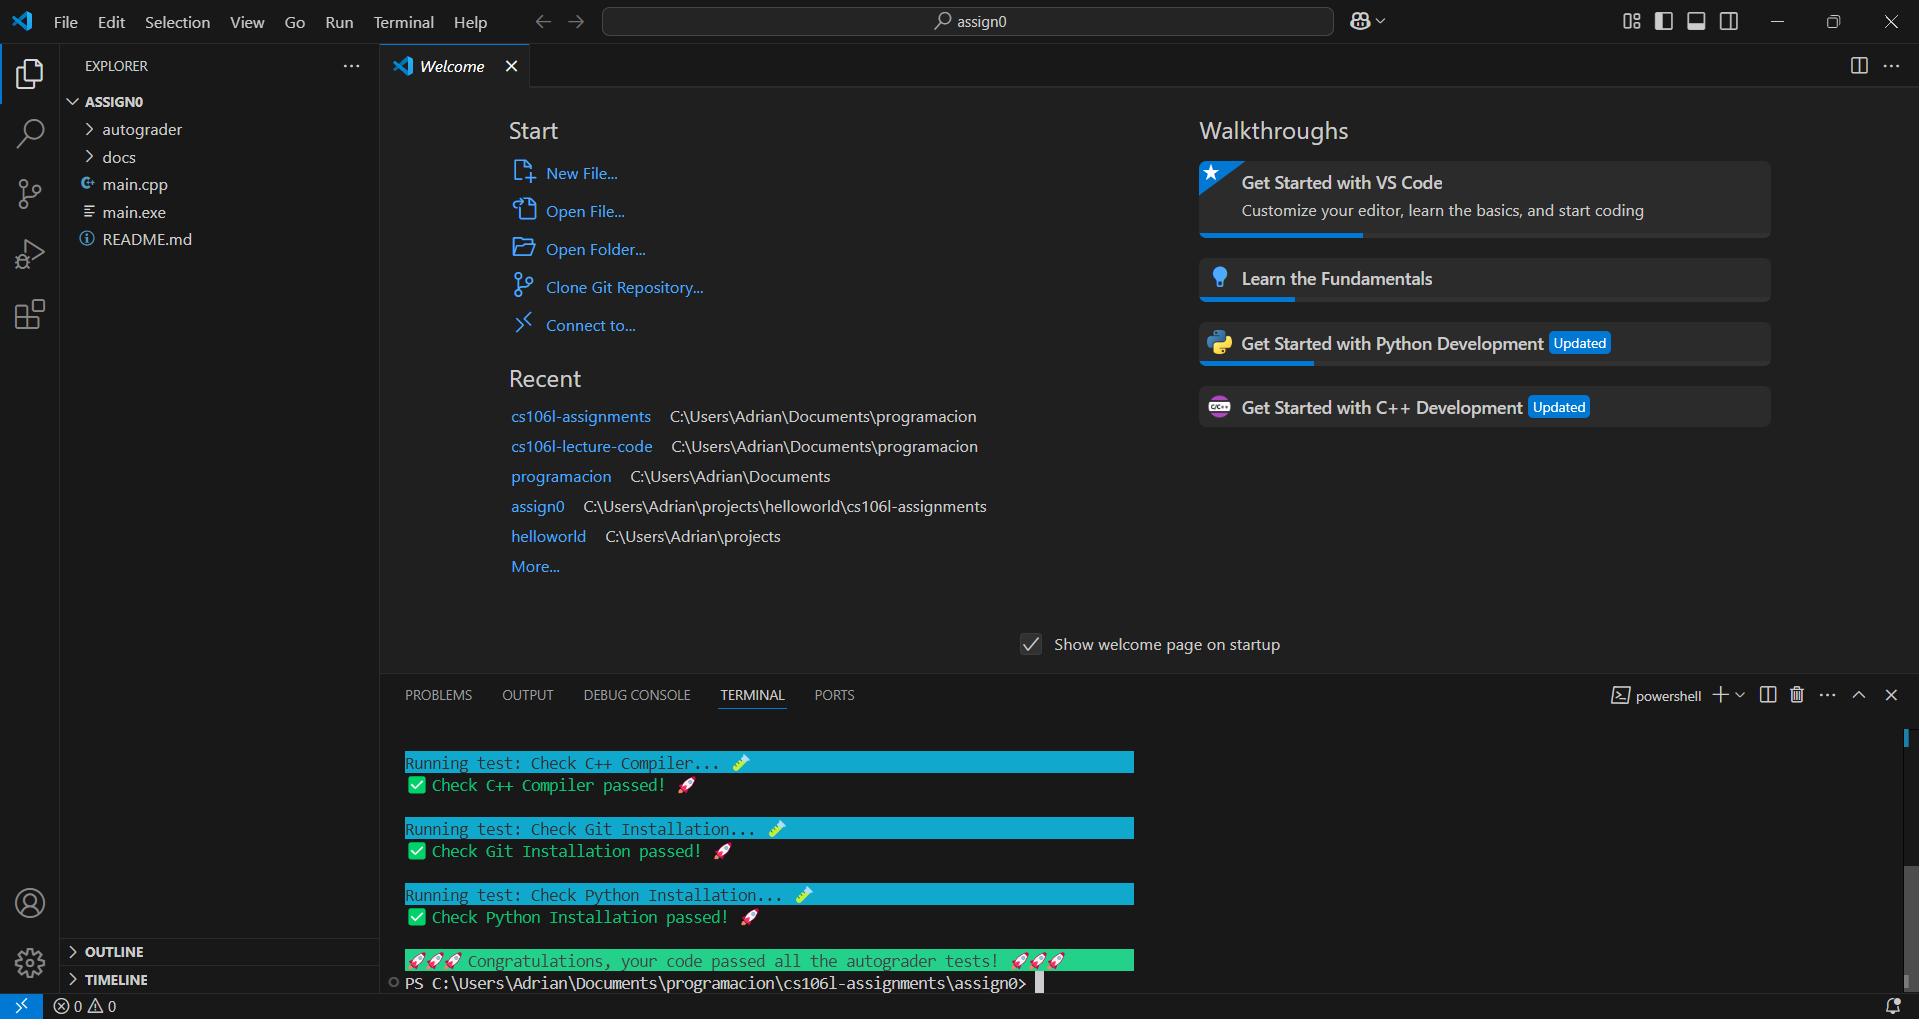 File Edit Selection View Go Run Terminal Help
assign0
EXPLORER
ASSIGN0
autograder
docs
main.cpp
main.exe
README.md
OUTLINE
TIMELINE
Welcome
Start
New File...
Open File...
Open Folder...
Clone Git Repository...
Connect to...
Recent
cs106l-assignments C:\Users\Adrian\Documents\programacion
cs106l-lecture-code C:\Users\Adrian\Documents\programacion
programacion C:\Users\Adrian\Documents
assign0 C:\Users\Adrian\projects\helloworld\cs106l-assignments
helloworld C:\Users\Adrian\projects
More...
Walkthroughs
Get Started with VS Code
Customize your editor, learn the basics, and start coding
Learn the Fundamentals
Get Started with Python Development Updated
C/C++ Get Started with C++ Development Updated
Show welcome page on startup
PROBLEMS OUTPUT DEBUG CONSOLE TERMINAL PORTS
powershell
Running test: Check C++ Compiler... 🧪
✅ Check C++ Compiler passed! 🚀
Running test: Check Git Installation... 🧪
✅ Check Git Installation passed! 🚀
Running test: Check Python Installation... 🧪
✅ Check Python Installation passed! 🚀
🚀🚀🚀 Congratulations, your code passed all the autograder tests! 🚀🚀🚀
PS C:\Users\Adrian\Documents\programacion\cs106l-assignments\assign0>
0 0